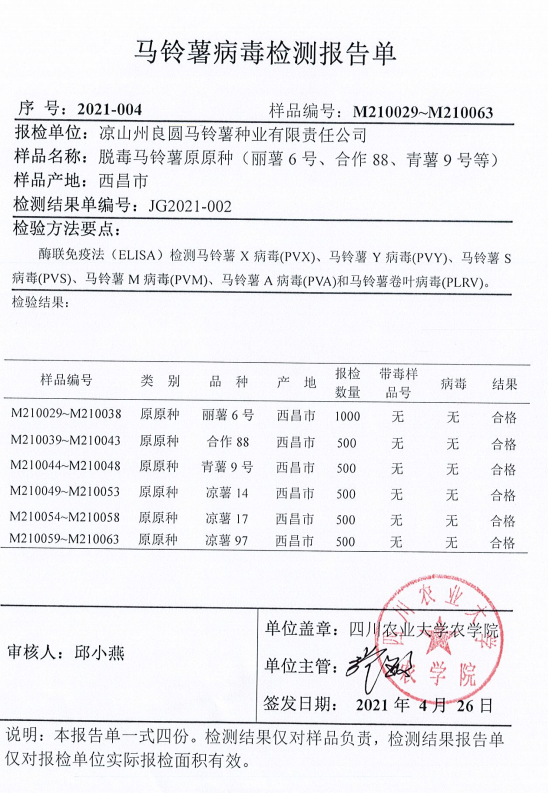 马铃薯病毒检测报告单
序 号：2021-004 样品编号：M210029~M210063
报检单位：凉山州良圆马铃薯种业有限责任公司
样品名称：脱毒马铃薯原原种（丽薯 6 号、合作 88、青薯 9 号等）
样品产地：西昌市
检测结果单编号：JG2021-002
检验方法要点：
酶联免疫法（ELISA）检测马铃薯 X 病毒(PVX)、马铃薯 Y 病毒(PVY)、马铃薯 S
病毒(PVS)、马铃薯 M 病毒(PVM)、马铃薯 A 病毒(PVA)和马铃薯卷叶病毒(PLRV)。
检验结果：
样品编号 类 别 品 种 产 地 报检数量 带毒样品号 病毒 结果
M210029~M210038 原原种 丽薯 6 号 西昌市 1000 无 无 合格
M210039~M210043 原原种 合作 88 西昌市 500 无 无 合格
M210044~M210048 原原种 青薯 9 号 西昌市 500 无 无 合格
M210049~M210053 原原种 凉薯 14 西昌市 500 无 无 合格
M210054~M210058 原原种 凉薯 17 西昌市 500 无 无 合格
M210059~M210063 原原种 凉薯 97 西昌市 500 无 无 合格
审核人：邱小燕
单位盖章：四川农业大学农学院
单位主管：
签发日期： 2021 年 4 月 26 日
四川农业大学
农学院
说明：本报告单一式四份。检测结果仅对样品负责，检测结果报告单
仅对报检单位实际报检面积有效。